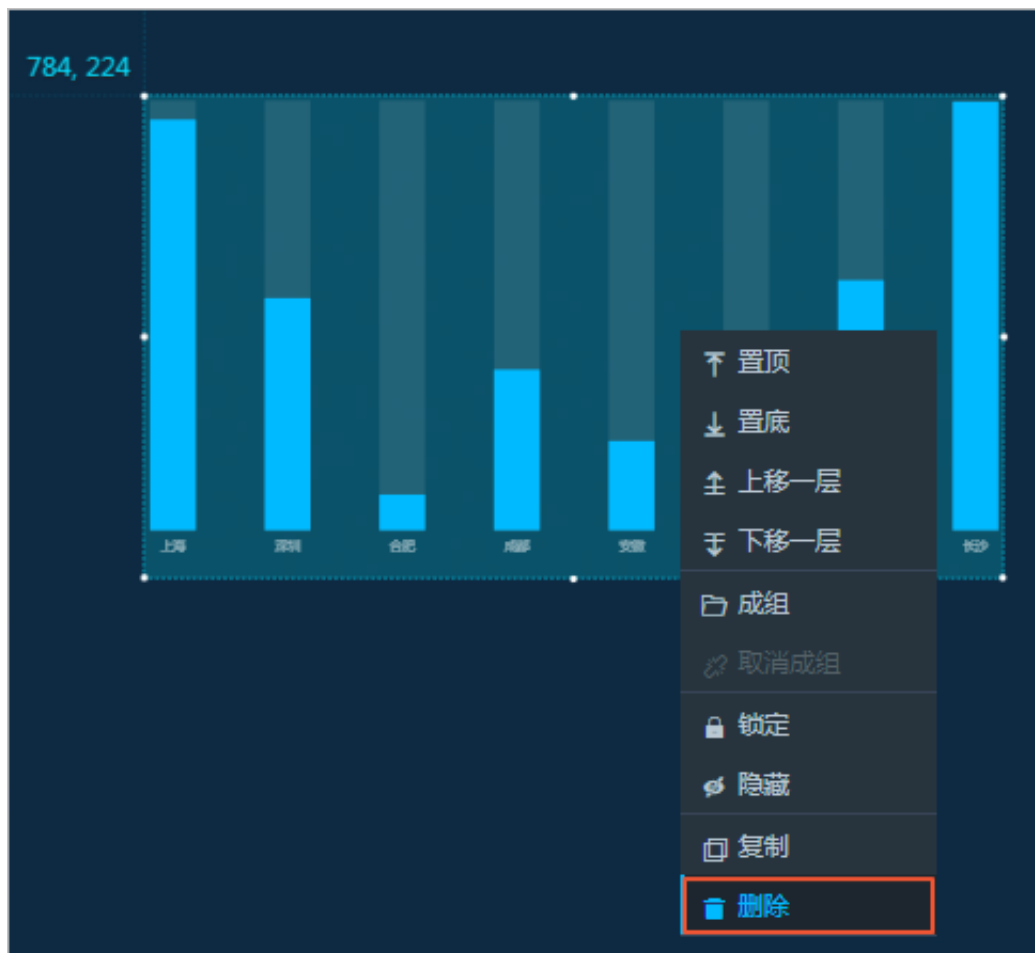 784, 224
置顶
置底
上移一层
下移一层
上海 深圳 合肥 成都 安徽 长沙
成组
取消成组
锁定
隐藏
复制
删除